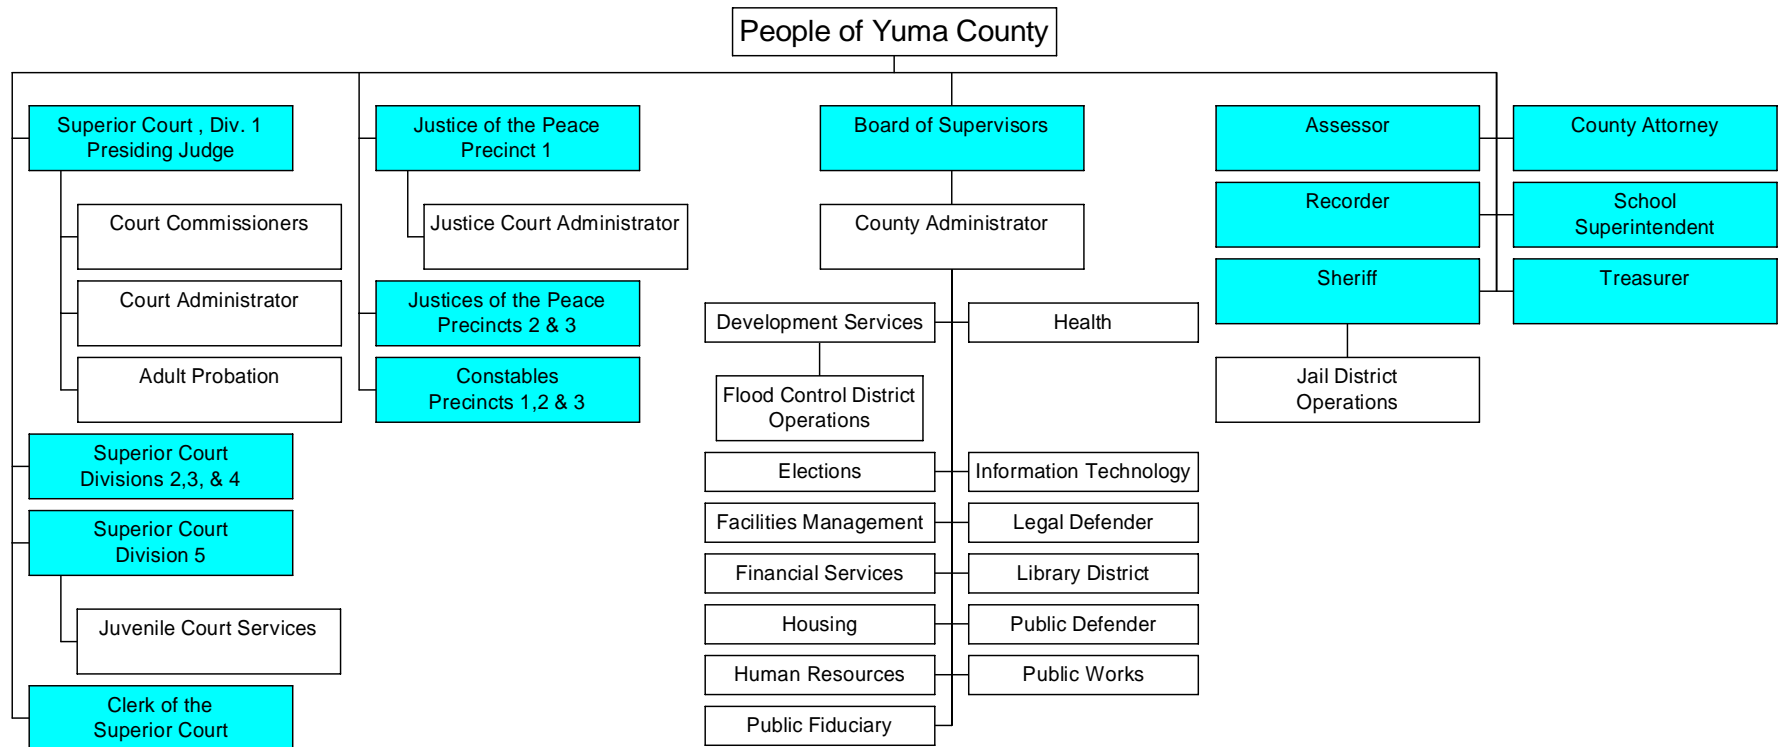 People of Yuma County
Superior Court , Div. 1
Presiding Judge
Court Commissioners
Court Administrator
Adult Probation
Superior Court
Divisions 2,3, & 4
Superior Court
Division 5
Juvenile Court Services
Clerk of the
Superior Court
Justice of the Peace
Precinct 1
Justice Court Administrator
Justices of the Peace
Precincts 2 & 3
Constables
Precincts 1,2 & 3
Board of Supervisors
County Administrator
Development Services
Health
Flood Control District
Operations
Elections
Information Technology
Facilities Management
Legal Defender
Financial Services
Library District
Housing
Public Defender
Human Resources
Public Works
Public Fiduciary
Assessor
County Attorney
Recorder
School
Superintendent
Sheriff
Treasurer
Jail District
Operations